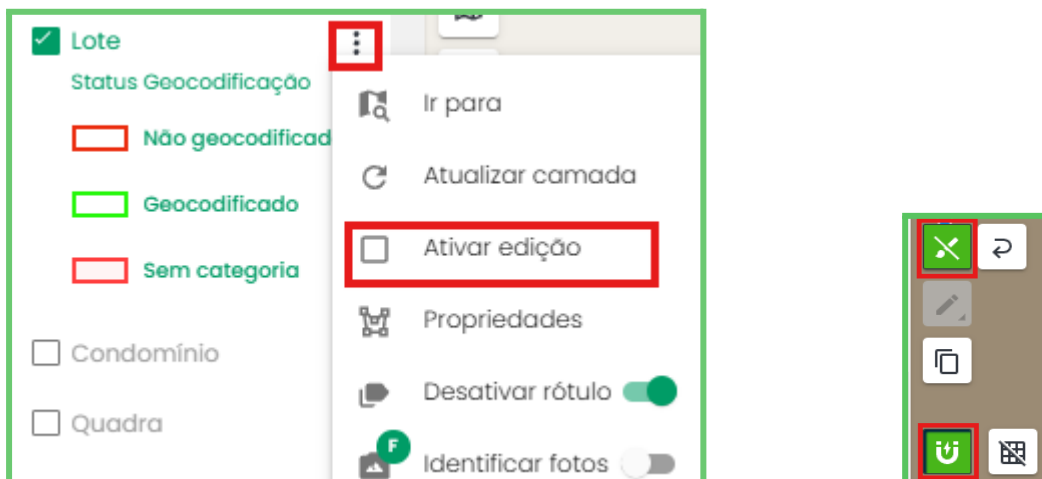 Lote
Status Geocodificação
Não geocodificad
Geocodificado
Sem categoria
Condomínio
Quadra
Ir para
Atualizar camada
Ativar edição
Propriedades
Desativar rótulo
F
Identificar fotos